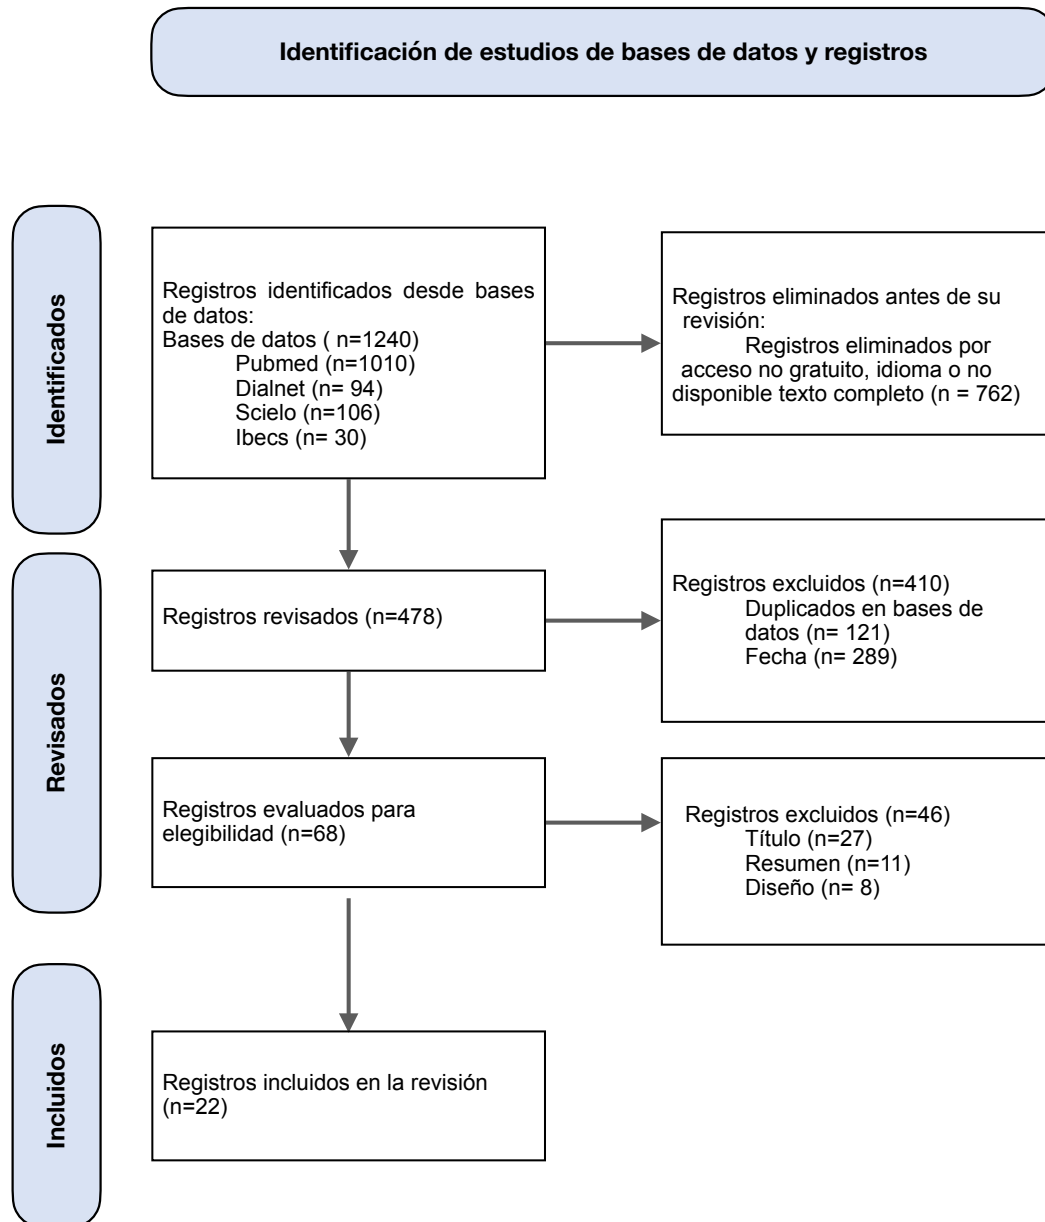 Identificación de estudios de bases de datos y registros
Identificados
Registros identificados desde bases
de datos:
Bases de datos ( n=1240)
Pubmed (n=1010)
Dialnet (n= 94)
Scielo (n=106)
Ibecs (n= 30)
Registros eliminados antes de su
revisión:
Registros eliminados por
acceso no gratuito, idioma o no
disponible texto completo (n = 762)
Revisados
Registros revisados (n=478)
Registros excluidos (n=410)
Duplicados en bases de
datos (n= 121)
Fecha (n= 289)
Registros evaluados para
elegibilidad (n=68)
Registros excluidos (n=46)
Título (n=27)
Resumen (n=11)
Diseño (n= 8)
Incluidos
Registros incluidos en la revisión
(n=22)